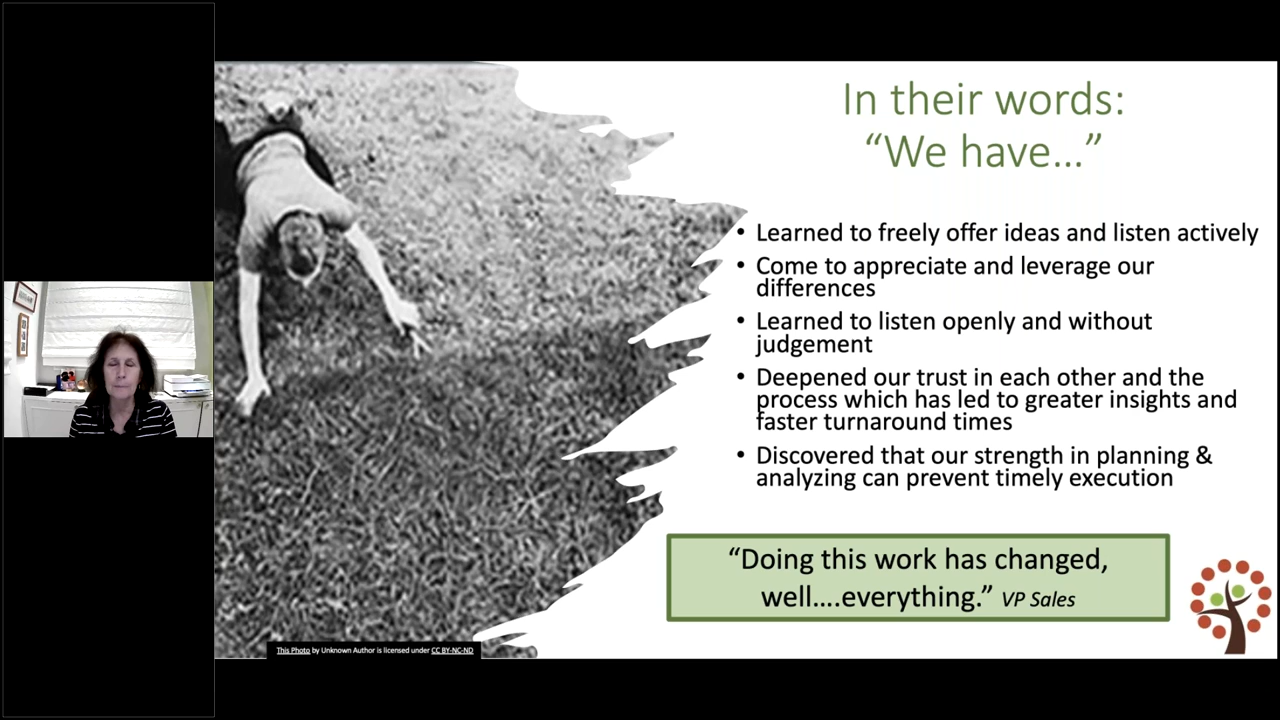 In their words:
“We have...”
• Learned to freely offer ideas and listen actively
• Come to appreciate and leverage our
differences
• Learned to listen openly and without
judgement
• Deepened our trust in each other and the
process which has led to greater insights and
faster turnaround times
• Discovered that our strength in planning &
analyzing can prevent timely execution
“Doing this work has changed,
well....everything.” VP Sales
This Photo by Unknown Author is licensed under CC BY-NC-ND